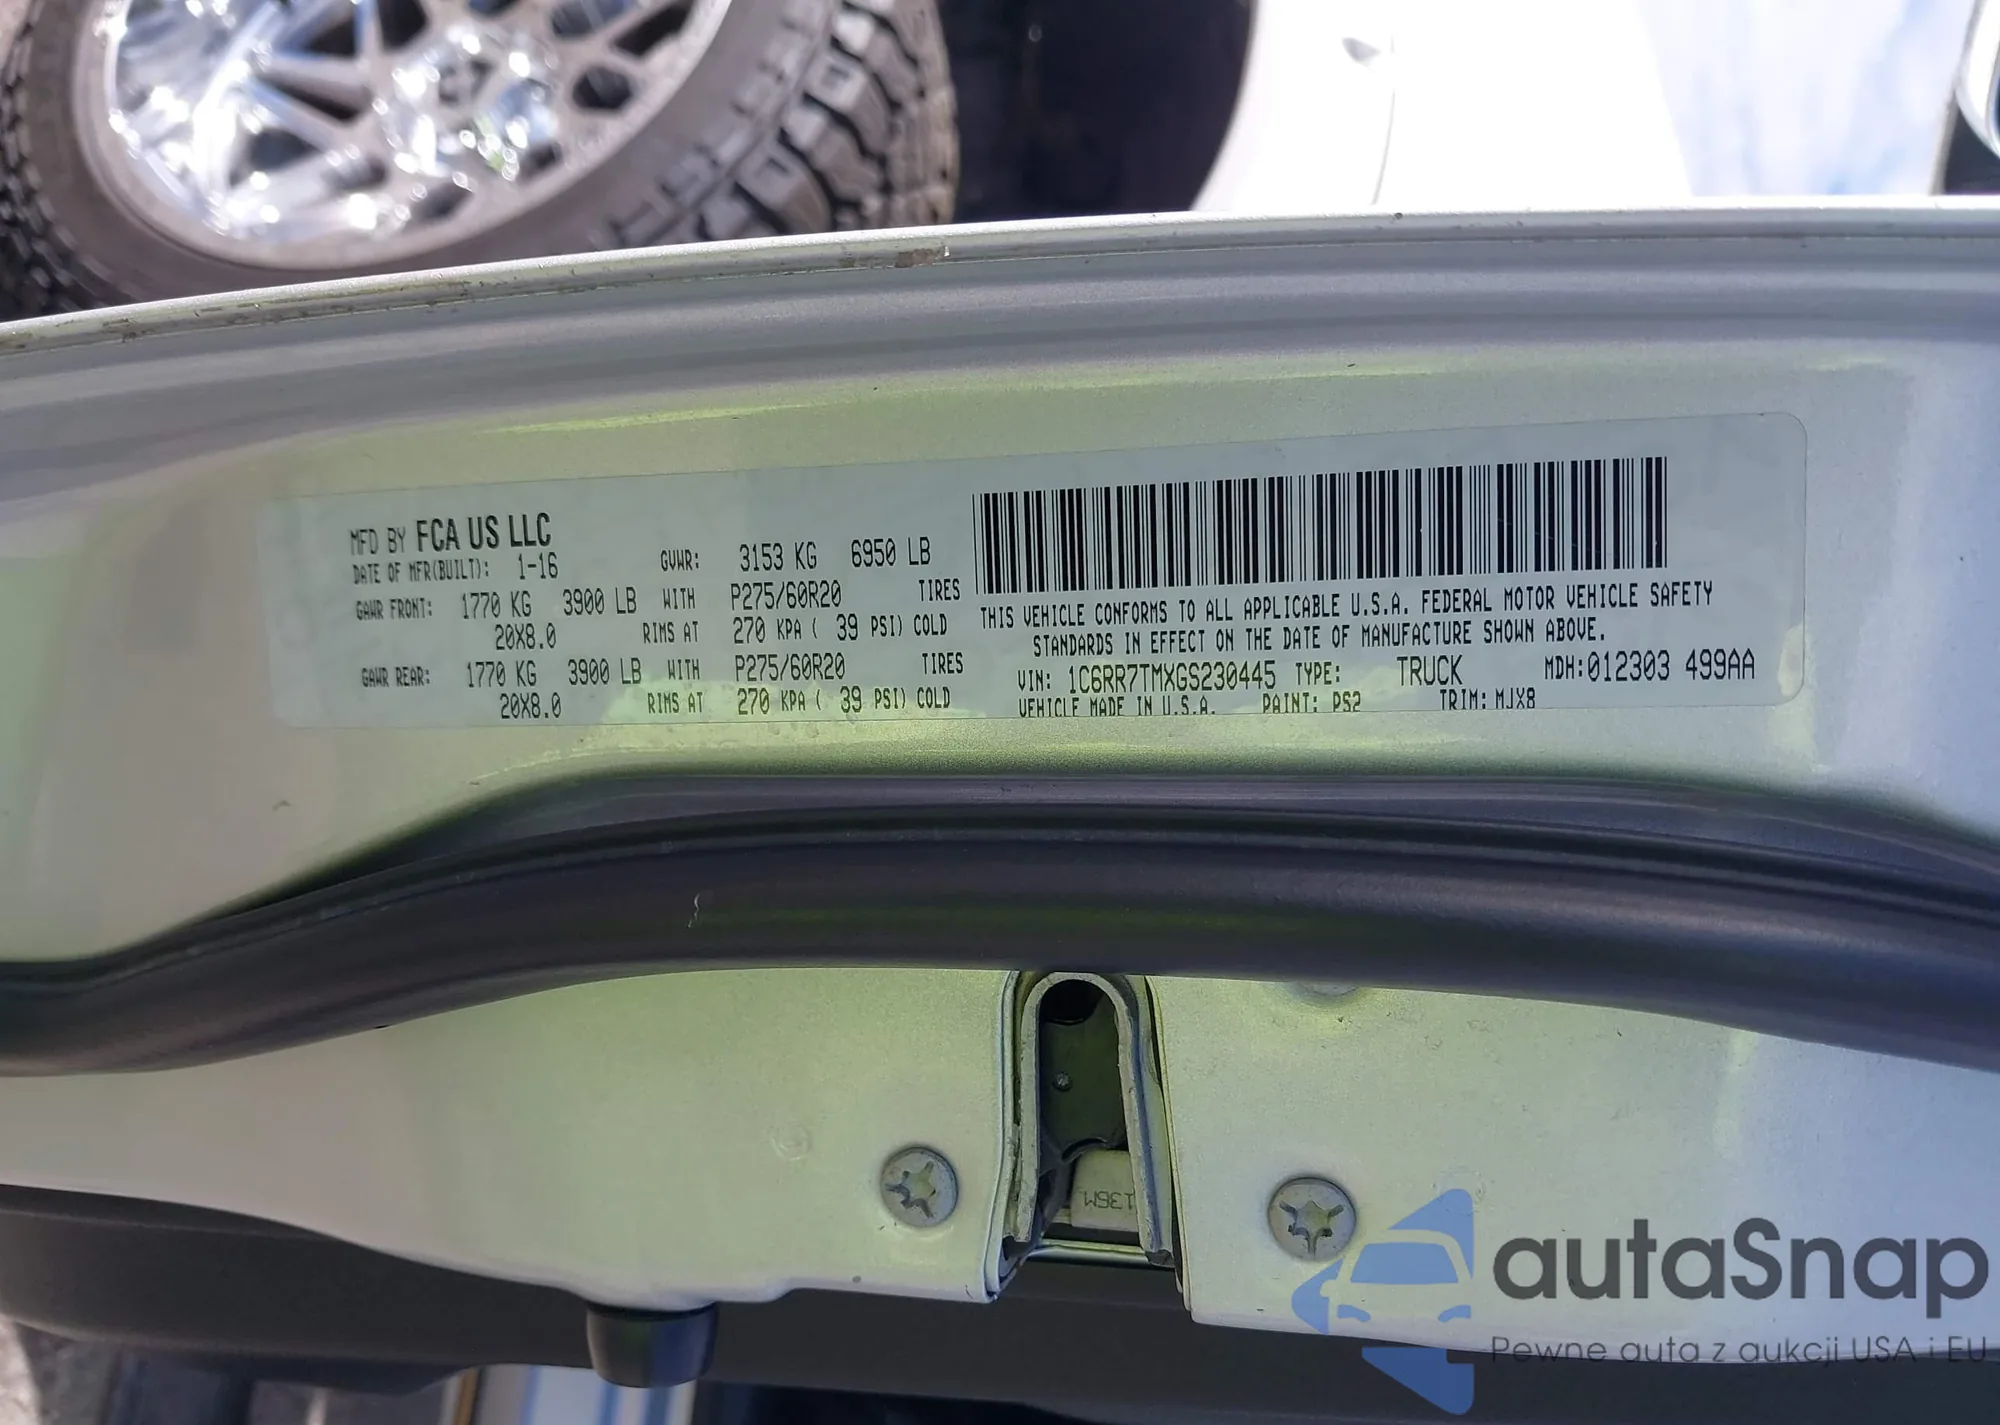 MFD BY FCA US LLC
DATE OF MFR(BUILT): 1-16 GVWR: 3153 KG 6950 LB
GAWR FRONT: 1770 KG 3900 LB WITH P275/60R20 TIRES
20X8.0 RIMS AT 270 KPA ( 39 PSI) COLD
GAWR REAR: 1770 KG 3900 LB WITH P275/60R20 TIRES
20X8.0 RIMS AT 270 KPA ( 39 PSI) COLD
THIS VEHICLE CONFORMS TO ALL APPLICABLE U.S.A. FEDERAL MOTOR VEHICLE SAFETY
STANDARDS IN EFFECT ON THE DATE OF MANUFACTURE SHOWN ABOVE.
VIN: 1C6RR7TMXGS230445 TYPE: TRUCK MDH:012303 499AA
VEHICLE MADE IN U.S.A. PAINT: PS2 TRIM: MJX8
136M
autaSnap
Pewne auta z aukcji USA i EU